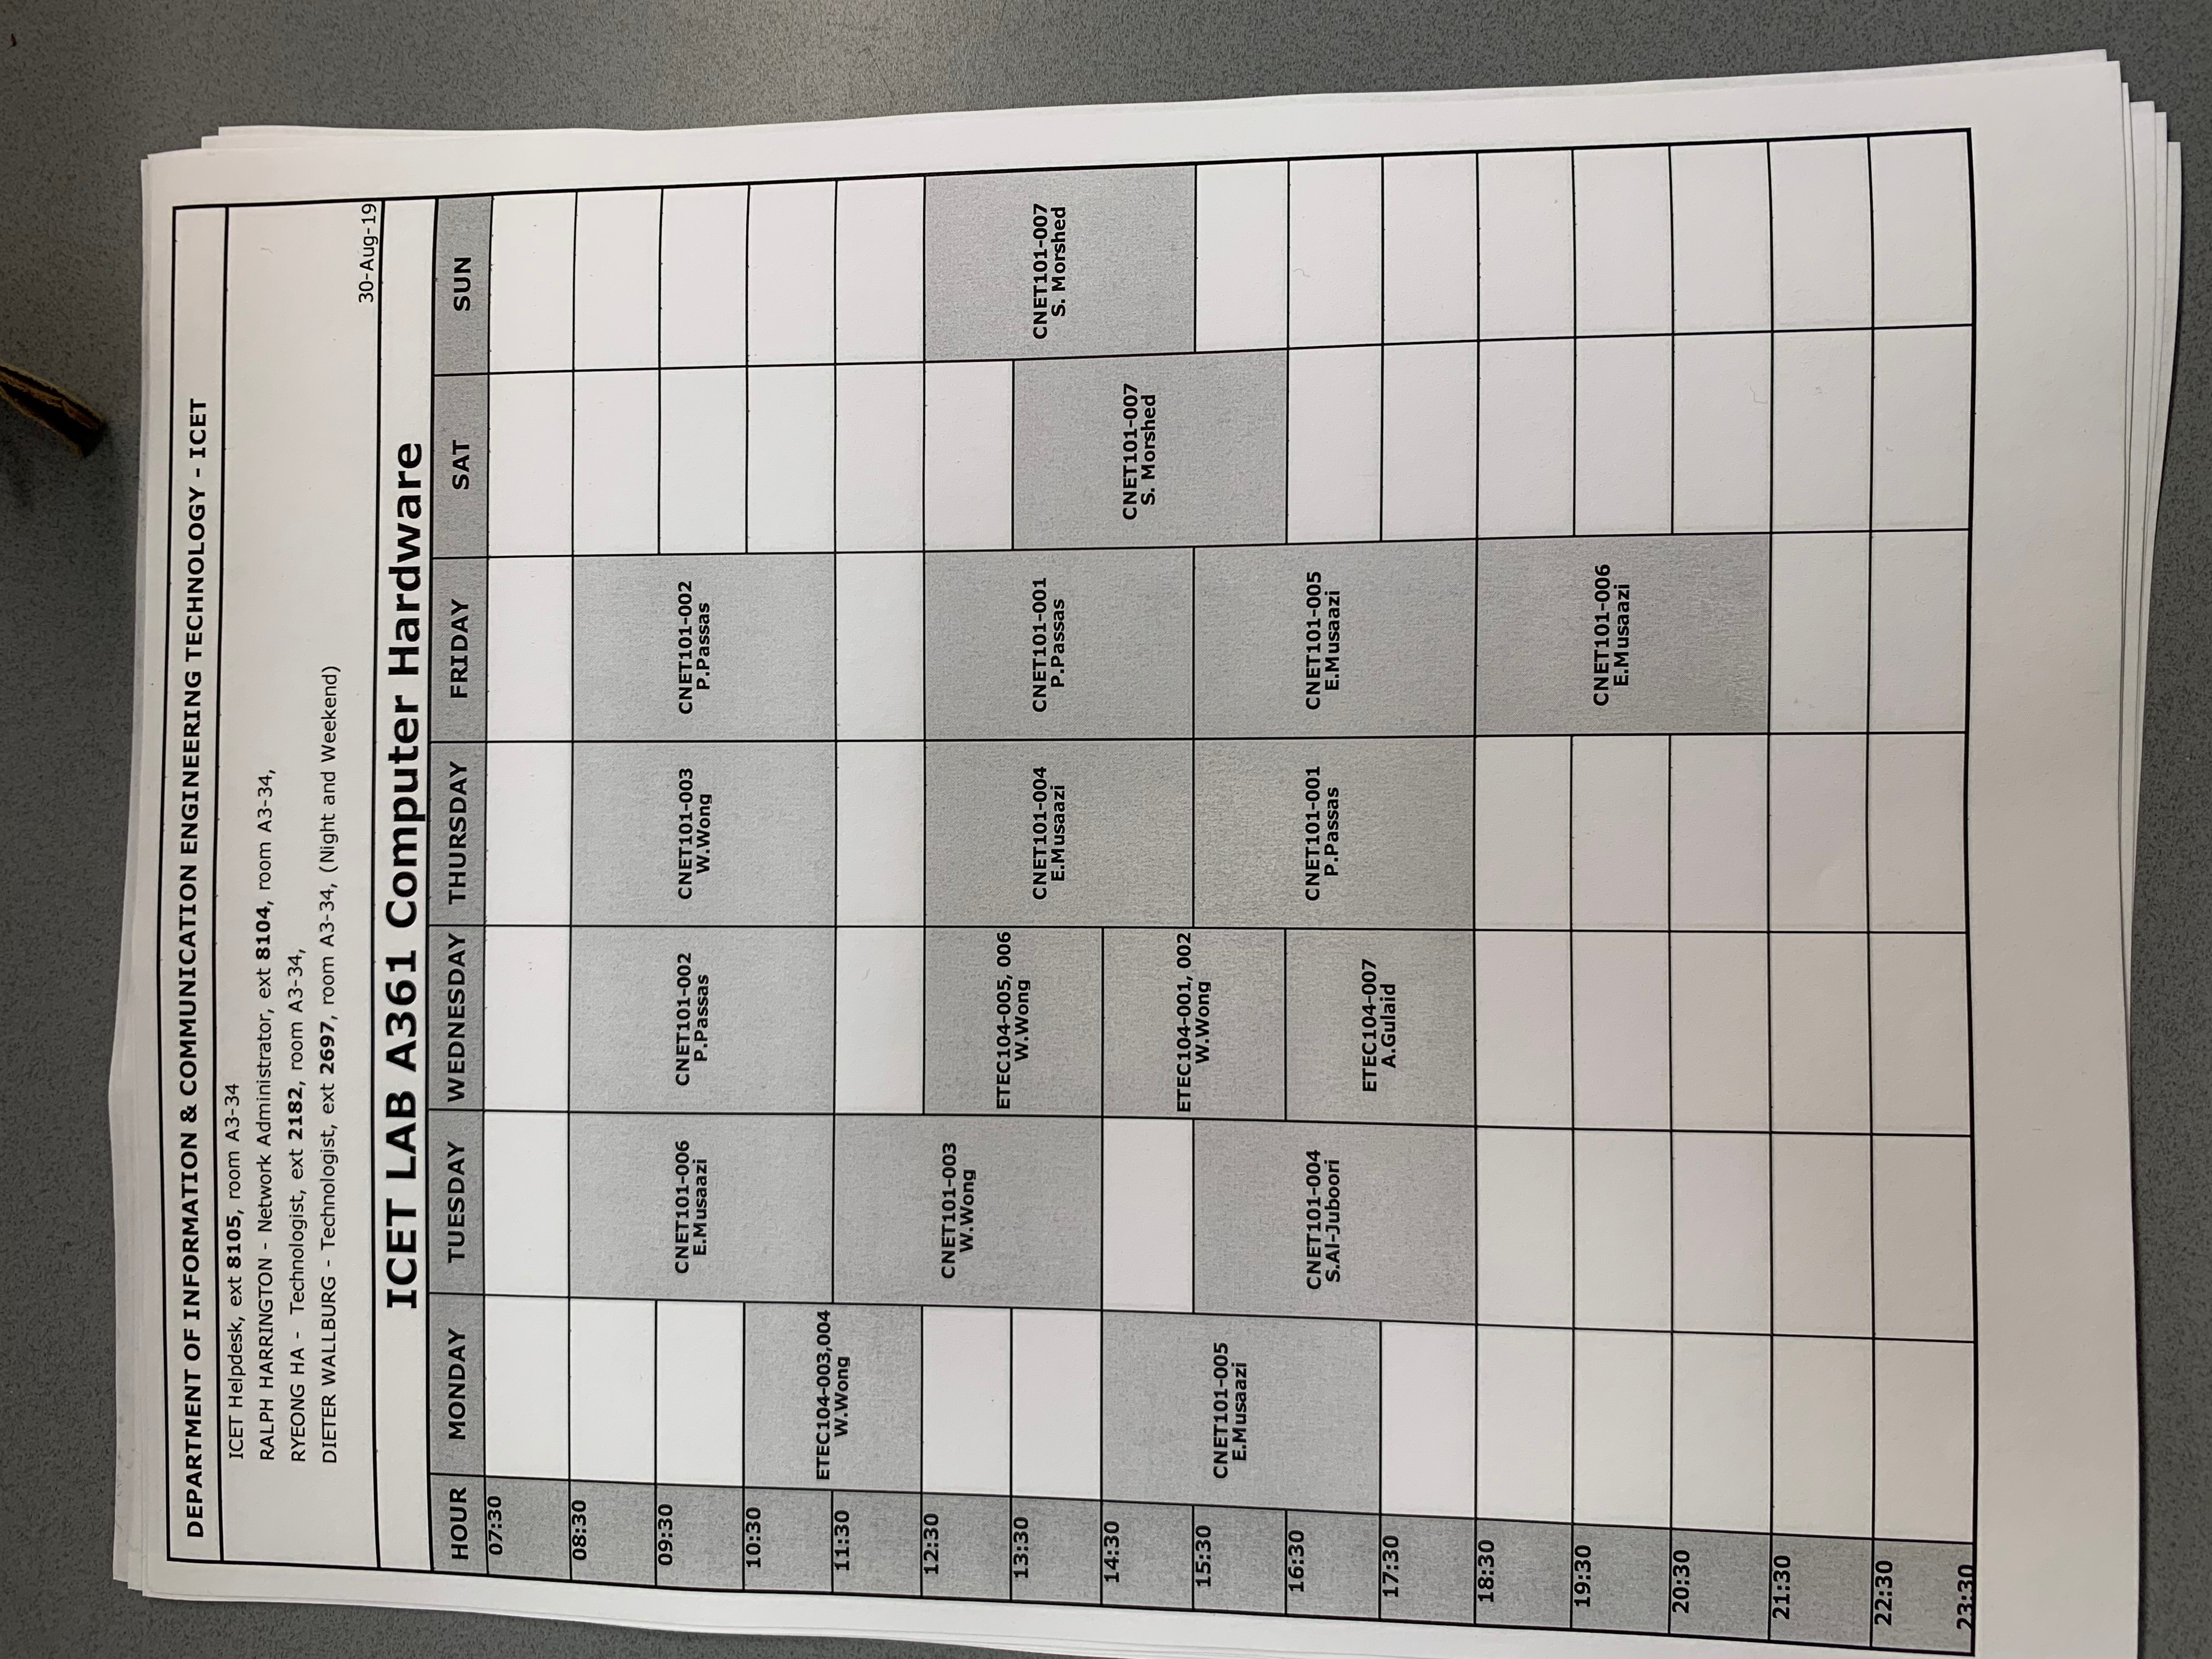 DEPARTMENT OF INFORMATION & COMMUNICATION ENGINEERING TECHNOLOGY - ICET
ICET Helpdesk, ext 8105, room A3-34
RALPH HARRINGTON - Network Administrator, ext 8104, room A3-34,
RYEONG HA - Technologist, ext 2182, room A3-34,
DIETER WALLBURG - Technologist, ext 2697, room A3-34, (Night and Weekend)
30-Aug-19
ICET LAB A361 Computer Hardware
HOUR MONDAY TUESDAY WEDNESDAY THURSDAY FRIDAY SAT SUN
07:30
08:30
09:30
CNET101-006 CNET101-002 CNET101-003 CNET101-002
E.Musaazi P.Passas W.Wong P.Passas
10:30
ETEC104-003,004
11:30 W.Wong
12:30
CNET101-003
W.Wong
ETEC104-005, 006
13:30 W.Wong
CNET101-004 CNET101-001 CNET101-007
E.Musaazi P.Passas S. Morshed
14:30
CNET101-007
S. Morshed
ETEC104-001, 002
15:30 W.Wong
CNET101-005
E.Musaazi
16:30
CNET101-004 CNET101-001 CNET101-005
S.Al-Juboori P.Passas E.Musaazi
ETEC104-007
17:30 A.Gulaid
18:30
19:30
CNET101-006
E.Musaazi
20:30
21:30
22:30
23:30